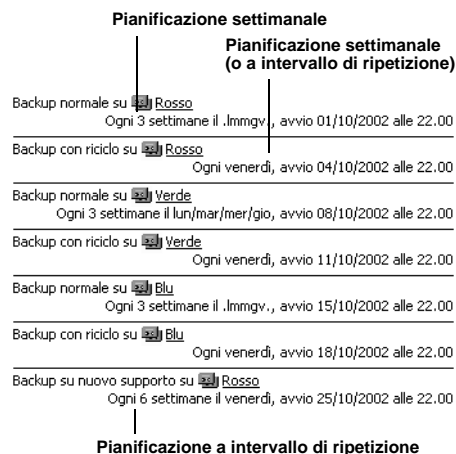 Pianificazione settimanale
Pianificazione settimanale
(o a intervallo di ripetizione)
Backup normale su Rosso
Ogni 3 settimane il .lmmgv., avvio 01/10/2002 alle 22.00
Backup con riciclo su Rosso
Ogni venerdì, avvio 04/10/2002 alle 22.00
Backup normale su Verde
Ogni 3 settimane il lun/mar/mer/gio, avvio 08/10/2002 alle 22.00
Backup con riciclo su Verde
Ogni venerdì, avvio 11/10/2002 alle 22.00
Backup normale su Blu
Ogni 3 settimane il .lmmgv., avvio 15/10/2002 alle 22.00
Backup con riciclo su Blu
Ogni venerdì, avvio 18/10/2002 alle 22.00
Backup su nuovo supporto su Rosso
Ogni 6 settimane il venerdì, avvio 25/10/2002 alle 22.00
Pianificazione a intervallo di ripetizione